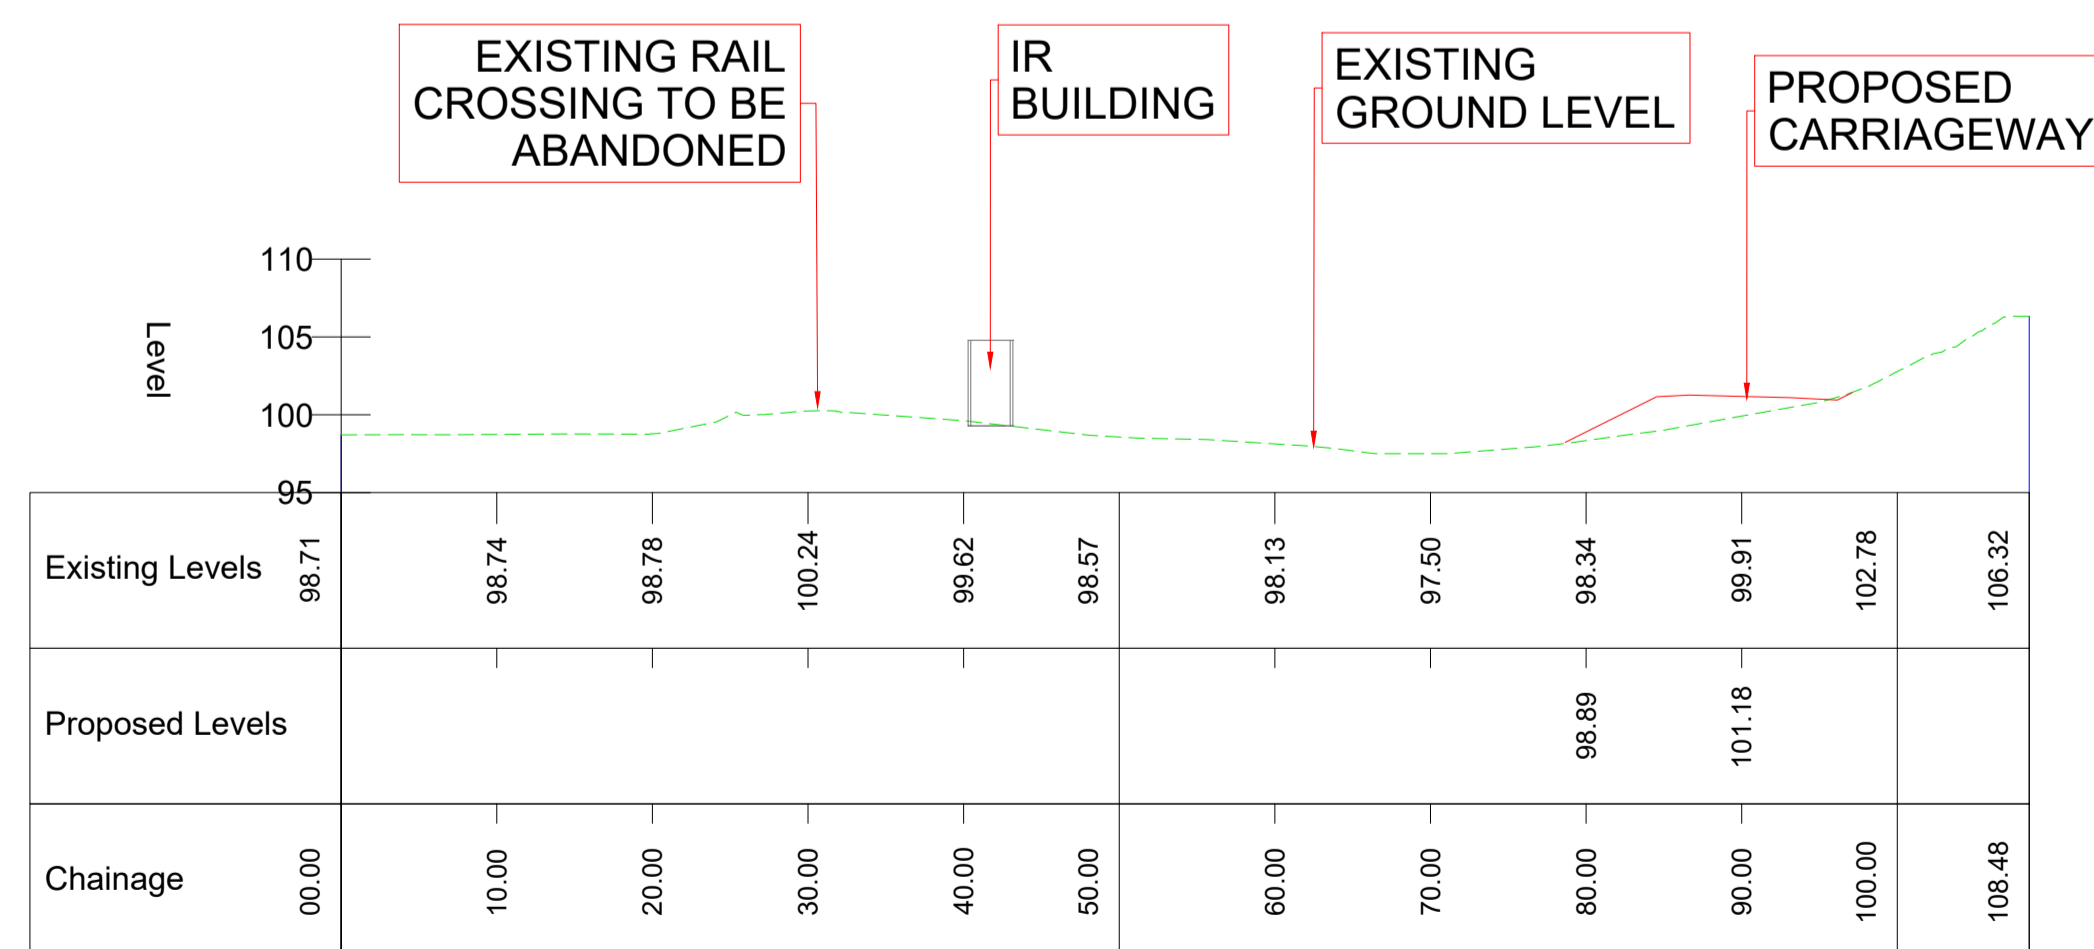 EXISTING RAIL
CROSSING TO BE
ABANDONED
IR
BUILDING
EXISTING
GROUND LEVEL
PROPOSED
CARRIAGEWAY
Level
110
105
100
95
Existing Levels 98.71 98.74 98.78 100.24 99.62 98.57 98.13 97.50 98.34 99.91 102.78 106.32
Proposed Levels 98.89 101.18
Chainage 00.00 10.00 20.00 30.00 40.00 50.00 60.00 70.00 80.00 90.00 100.00 108.48